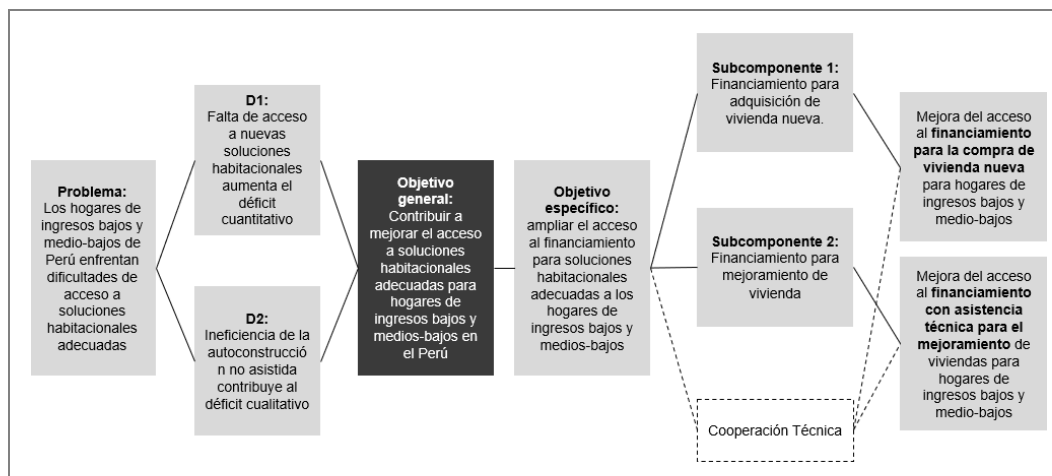 Problema:
Los hogares de
ingresos bajos y
medio-bajos de
Perú enfrentan
dificultades de
acceso a
soluciones
habitacionales
adecuadas
D1:
Falta de acceso
a nuevas
soluciones
habitacionales
aumenta el
déficit
cuantitativo
D2:
Ineficiencia de la
autoconstrucció
n no asistida
contribuye al
déficit cualitativo
Objetivo
general:
Contribuir a
mejorar el acceso
a soluciones
habitacionales
adecuadas para
hogares de
ingresos bajos y
medios-bajos en
el Perú
Objetivo
específico:
ampliar el acceso
al financiamiento
para soluciones
habitacionales
adecuadas a los
hogares de
ingresos bajos y
medios-bajos
Subcomponente 1:
Financiamiento para
adquisición de
vivienda nueva.
Subcomponente 2:
Financiamiento para
mejoramiento de
vivienda
Cooperación Técnica
Mejora del acceso
al financiamiento
para la compra de
vivienda nueva
para hogares de
ingresos bajos y
medio-bajos
Mejora del acceso
al financiamiento
con asistencia
técnica para el
mejoramiento de
viviendas para
hogares de
ingresos bajos y
medio-bajos